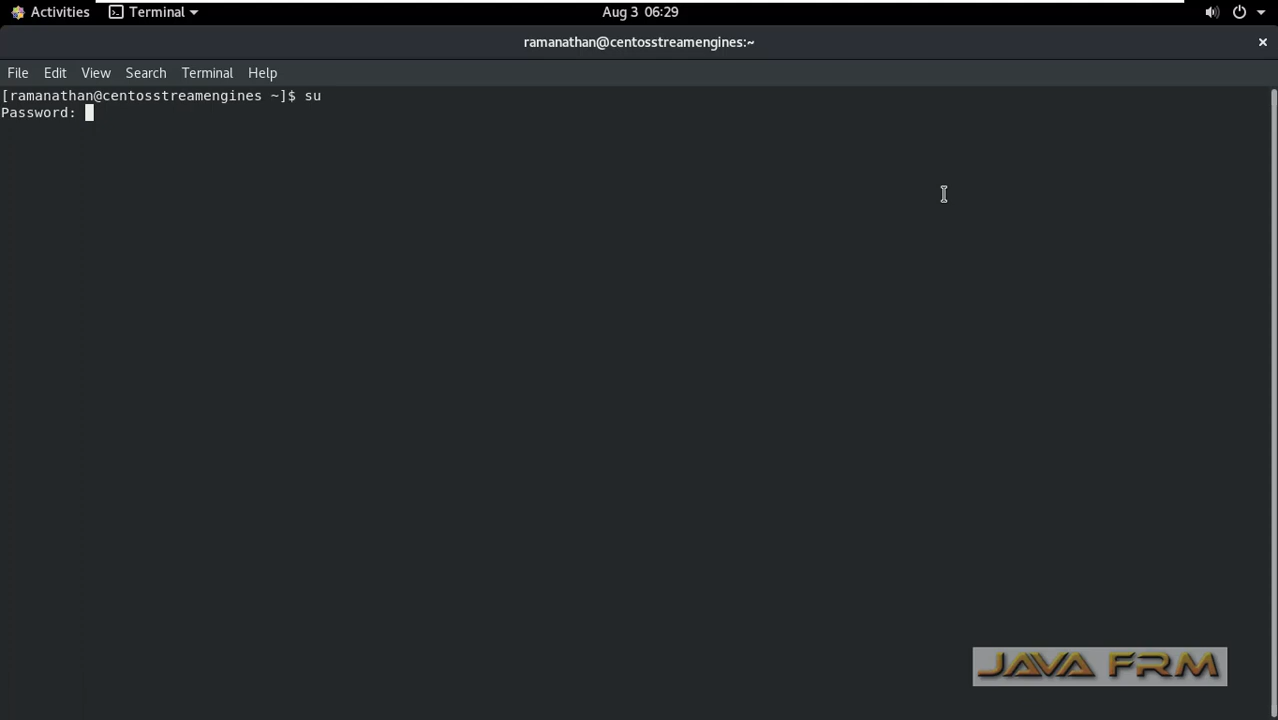 Activities Terminal Aug 3 06:29
ramanathan@centosstreamengines:~
File Edit View Search Terminal Help
[ramanathan@centosstreamengines ~]$ su
Password:
JAVA FRM